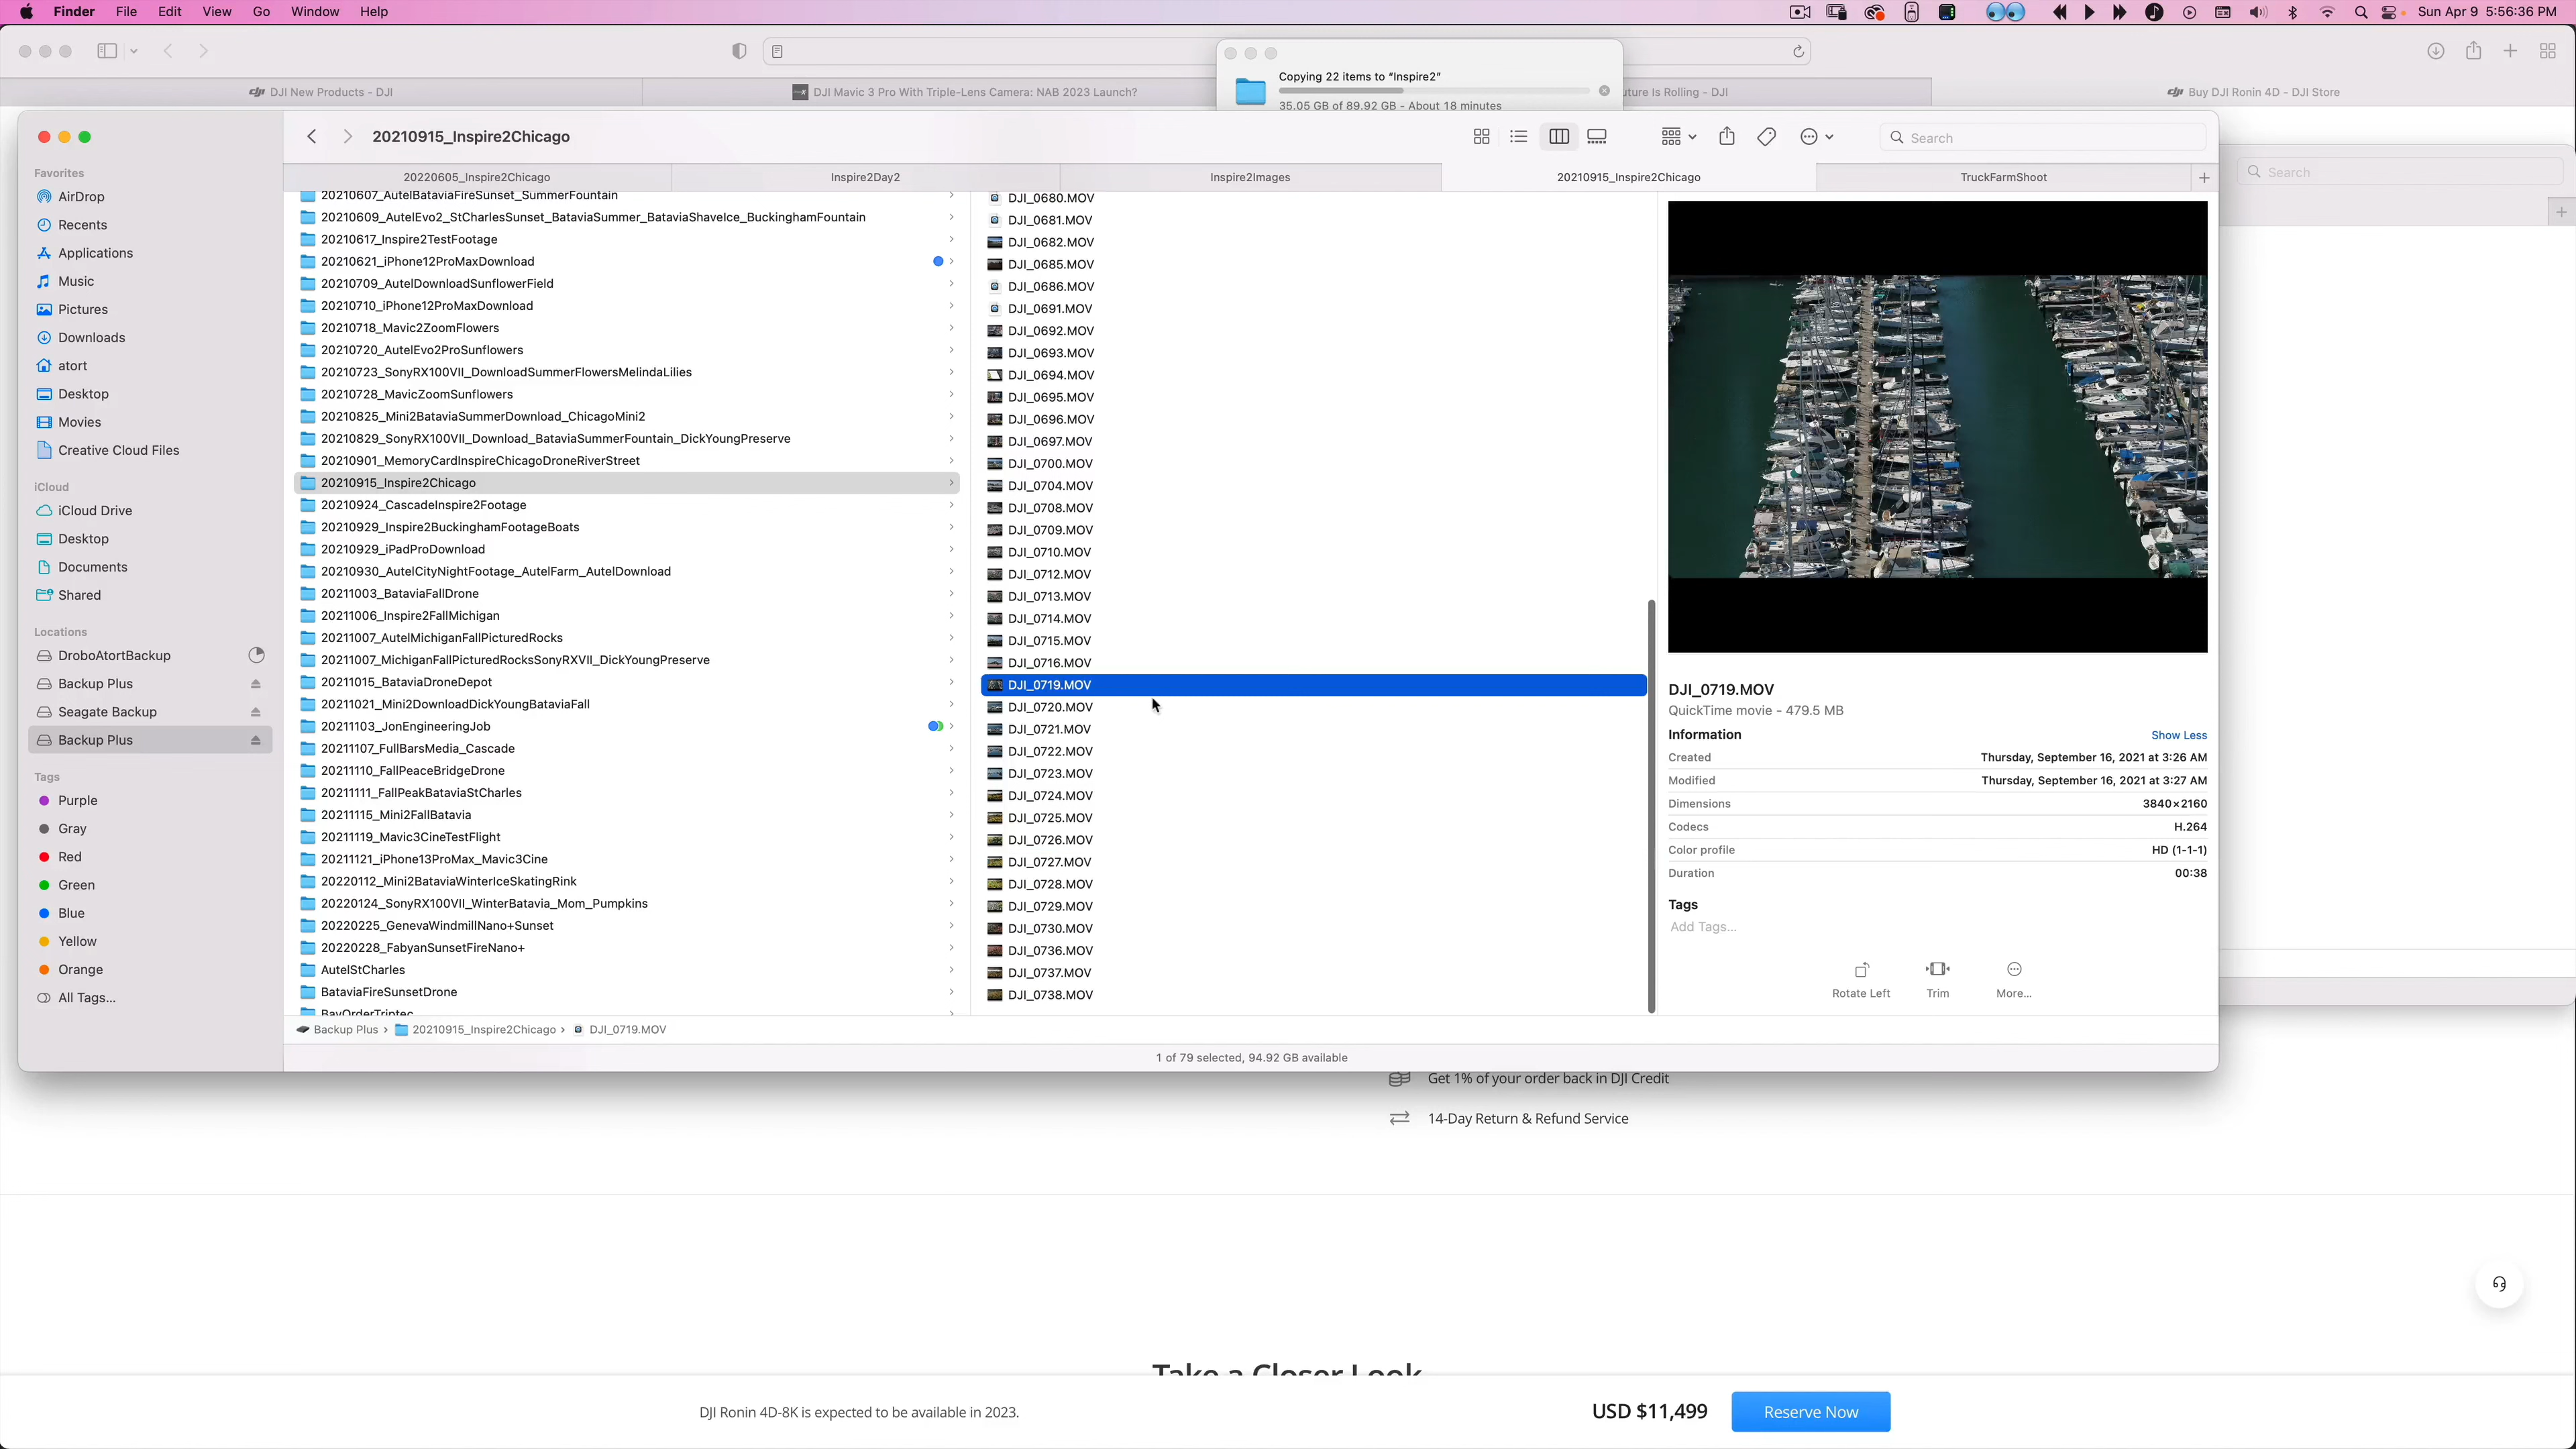 Finder File Edit View Go Window Help
Sun Apr 9 5:56:36 PM
DJI New Products - DJI
DJI Mavic 3 Pro With Triple-Lens Camera: NAB 2023 Launch?
Copying 22 items to “Inspire2”
35.05 GB of 89.92 GB - About 18 minutes
uture Is Rolling - DJI
Buy DJI Ronin 4D - DJI Store
20210915_Inspire2Chicago
Search
Search
20220605_Inspire2Chicago
Inspire2Day2
Inspire2Images
20210915_Inspire2Chicago
TruckFarmShoot
Favorites
AirDrop
Recents
Applications
Music
Pictures
Downloads
atort
Desktop
Movies
Creative Cloud Files
iCloud
iCloud Drive
Desktop
Documents
Shared
Locations
DroboAtortBackup
Backup Plus
Seagate Backup
Backup Plus
Tags
Purple
Gray
Red
Green
Blue
Yellow
Orange
All Tags...
20210607_AutelBataviaFireSunset_SummerFountain
20210609_AutelEvo2_StCharlesSunset_BataviaSummer_BataviaShaveIce_BuckinghamFountain
20210617_Inspire2TestFootage
20210621_iPhone12ProMaxDownload
20210709_AutelDownloadSunflowerField
20210710_iPhone12ProMaxDownload
20210718_Mavic2ZoomFlowers
20210720_AutelEvo2ProSunflowers
20210723_SonyRX100VII_DownloadSummerFlowersMelindaLilies
20210728_MavicZoomSunflowers
20210825_Mini2BataviaSummerDownload_ChicagoMini2
20210829_SonyRX100VII_Download_BataviaSummerFountain_DickYoungPreserve
20210901_MemoryCardInspireChicagoDroneRiverStreet
20210915_Inspire2Chicago
20210924_CascadeInspire2Footage
20210929_Inspire2BuckinghamFootageBoats
20210929_iPadProDownload
20210930_AutelCityNightFootage_AutelFarm_AutelDownload
20211003_BataviaFallDrone
20211006_Inspire2FallMichigan
20211007_AutelMichiganFallPicturedRocks
20211007_MichiganFallPicturedRocksSonyRXVII_DickYoungPreserve
20211015_BataviaDroneDepot
20211021_Mini2DownloadDickYoungBataviaFall
20211103_JonEngineeringJob
20211107_FullBarsMedia_Cascade
20211110_FallPeaceBridgeDrone
20211111_FallPeakBataviaStCharles
20211115_Mini2FallBatavia
20211119_Mavic3CineTestFlight
20211121_iPhone13ProMax_Mavic3Cine
20220112_Mini2BataviaWinterIceSkatingRink
20220124_SonyRX100VII_WinterBatavia_Mom_Pumpkins
20220225_GenevaWindmillNano+Sunset
20220228_FabyanSunsetFireNano+
AutelStCharles
BataviaFireSunsetDrone
BayOrderTriptec
DJI_0680.MOV
DJI_0681.MOV
DJI_0682.MOV
DJI_0685.MOV
DJI_0686.MOV
DJI_0691.MOV
DJI_0692.MOV
DJI_0693.MOV
DJI_0694.MOV
DJI_0695.MOV
DJI_0696.MOV
DJI_0697.MOV
DJI_0700.MOV
DJI_0704.MOV
DJI_0708.MOV
DJI_0709.MOV
DJI_0710.MOV
DJI_0712.MOV
DJI_0713.MOV
DJI_0714.MOV
DJI_0715.MOV
DJI_0716.MOV
DJI_0719.MOV
DJI_0720.MOV
DJI_0721.MOV
DJI_0722.MOV
DJI_0723.MOV
DJI_0724.MOV
DJI_0725.MOV
DJI_0726.MOV
DJI_0727.MOV
DJI_0728.MOV
DJI_0729.MOV
DJI_0730.MOV
DJI_0736.MOV
DJI_0737.MOV
DJI_0738.MOV
DJI_0719.MOV
QuickTime movie - 479.5 MB
Information Show Less
Created Thursday, September 16, 2021 at 3:26 AM
Modified Thursday, September 16, 2021 at 3:27 AM
Dimensions 3840×2160
Codecs H.264
Color profile HD (1-1-1)
Duration 00:38
Tags
Add Tags...
Rotate Left Trim More...
Backup Plus › 20210915_Inspire2Chicago › DJI_0719.MOV
1 of 79 selected, 94.92 GB available
Get 1% of your order back in DJI Credit
14-Day Return & Refund Service
Take a Closer Look
DJI Ronin 4D-8K is expected to be available in 2023.
USD $11,499
Reserve Now